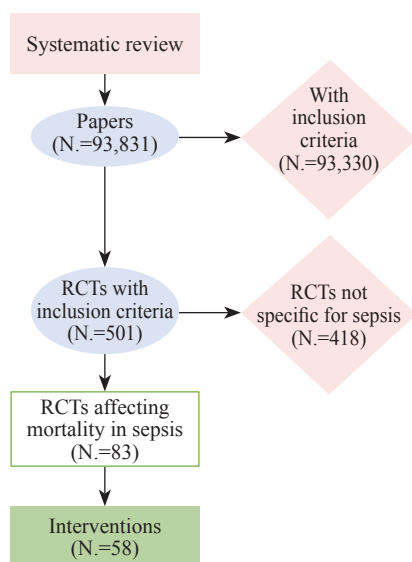 Systematic review
Papers
(N.=93,831)
With
inclusion
criteria
(N.=93,330)
RCTs with
inclusion criteria
(N.=501)
RCTs not
specific for sepsis
(N.=418)
RCTs affecting
mortality in sepsis
(N.=83)
Interventions
(N.=58)